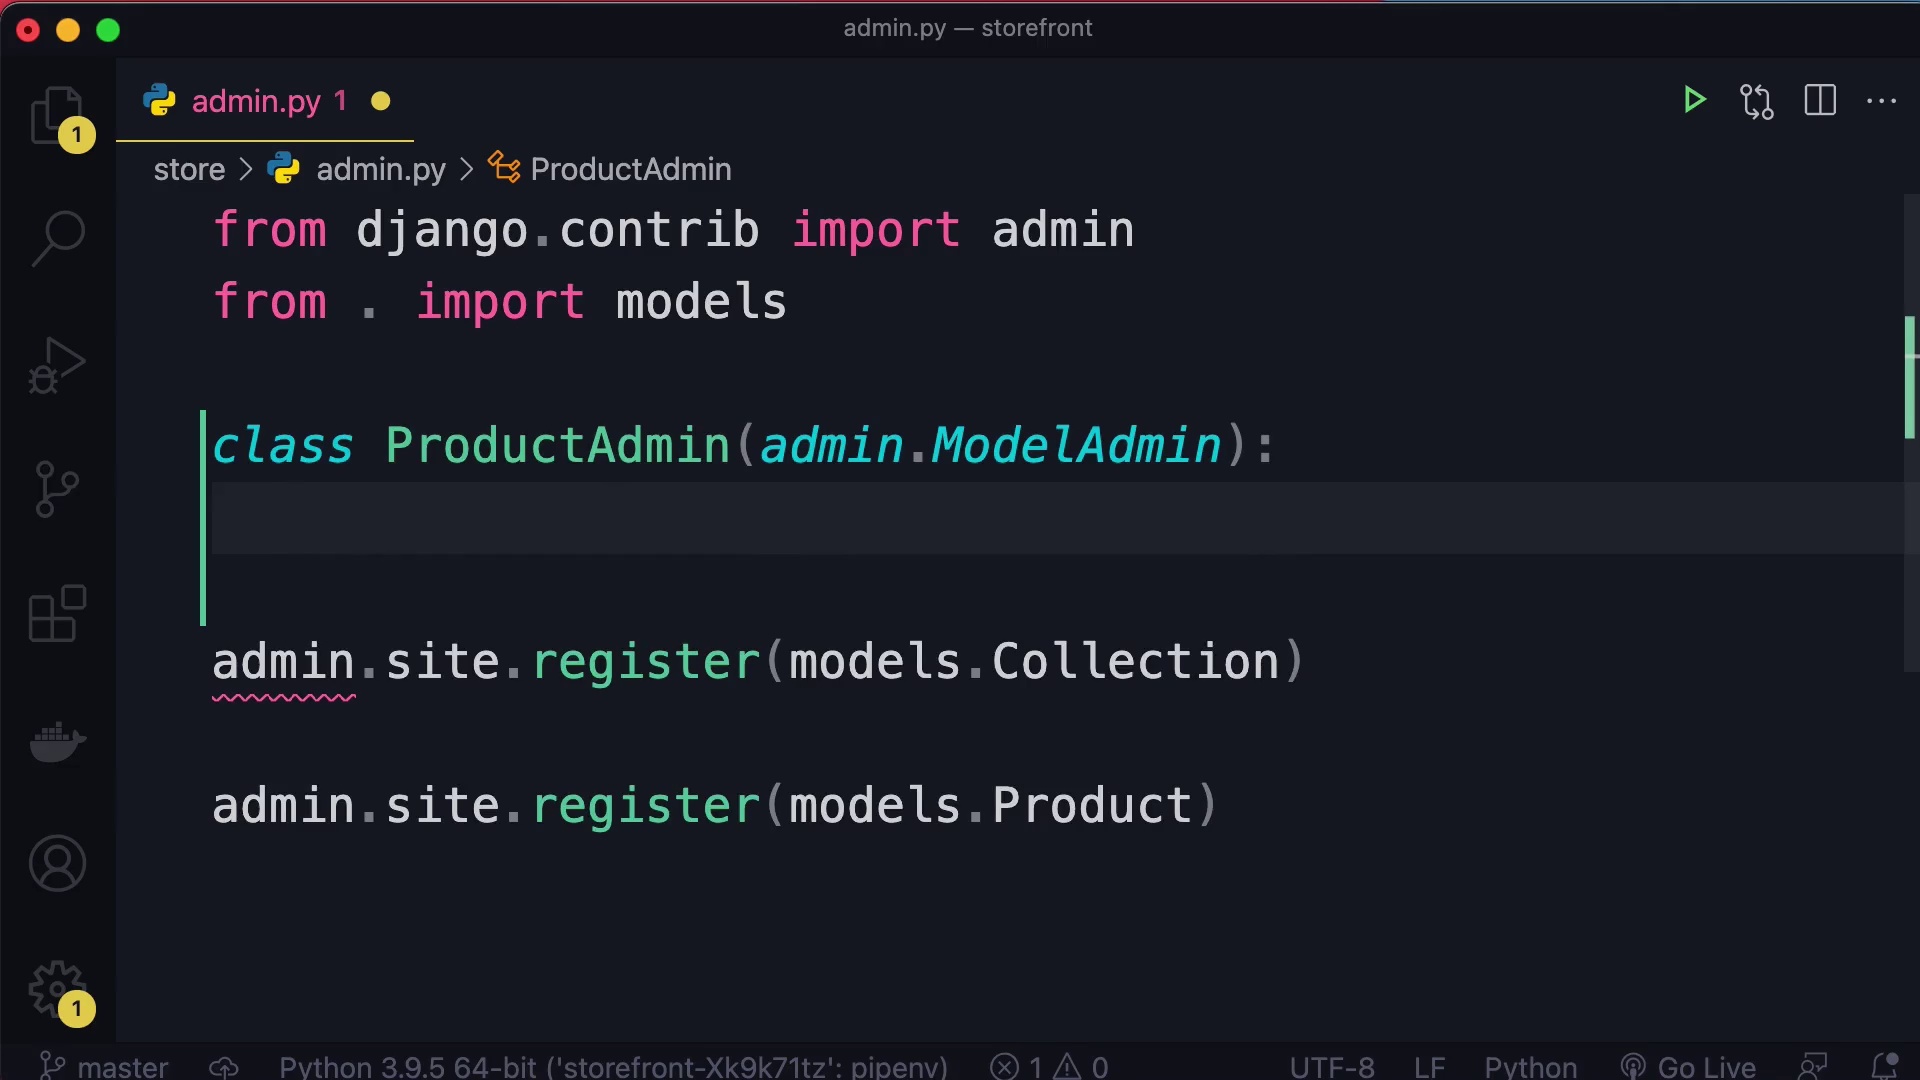 admin.py — storefront
admin.py 1
1
store > admin.py > ProductAdmin
from django.contrib import admin
from . import models
class ProductAdmin(admin.ModelAdmin):
admin.site.register(models.Collection)
admin.site.register(models.Product)
1
master Python 3.9.5 64-bit ('storefront-Xk9k71tz': pipenv) 1 0 UTF-8 LF Python Go Live